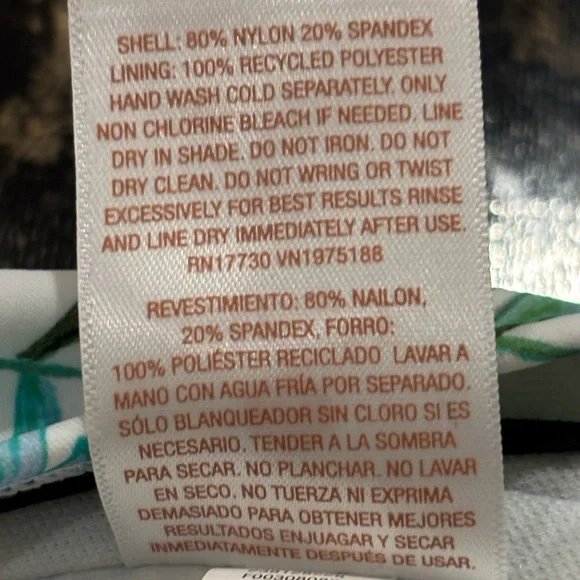 SHELL: 80% NYLON 20% SPANDEX
LINING: 100% RECYCLED POLYESTER
HAND WASH COLD SEPARATELY. ONLY
NON CHLORINE BLEACH IF NEEDED. LINE
DRY IN SHADE. DO NOT IRON. DO NOT
DRY CLEAN. DO NOT WRING OR TWIST
EXCESSIVELY FOR BEST RESULTS RINSE
AND LINE DRY IMMEDIATELY AFTER USE.
RN17730 VN1975188
REVESTIMIENTO: 80% NAILON,
20% SPANDEX, FORRO:
100% POLIÉSTER RECICLADO LAVAR A
MANO CON AGUA FRÍA POR SEPARADO.
SÓLO BLANQUEADOR SIN CLORO SI ES
NECESARIO. TENDER A LA SOMBRA
PARA SECAR. NO PLANCHAR. NO LAVAR
EN SECO. NO TUERZA NI EXPRIMA
DEMASIADO PARA OBTENER MEJORES
RESULTADOS ENJUAGAR Y SECAR
INMEDIATAMENTE DESPUÉS DE USAR.